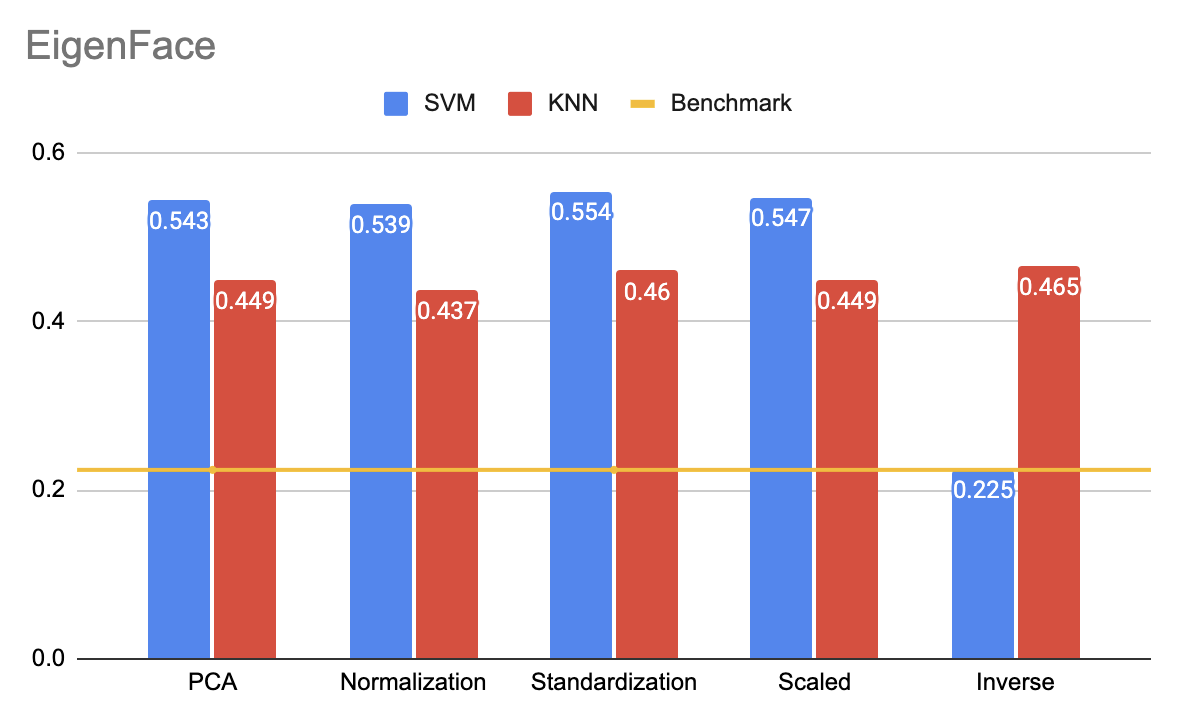 EigenFace
SVM KNN Benchmark
0.6
0.4
0.2
0.0
0.543 0.449 0.539 0.437 0.554 0.46 0.547 0.449 0.225 0.465
PCA Normalization Standardization Scaled Inverse